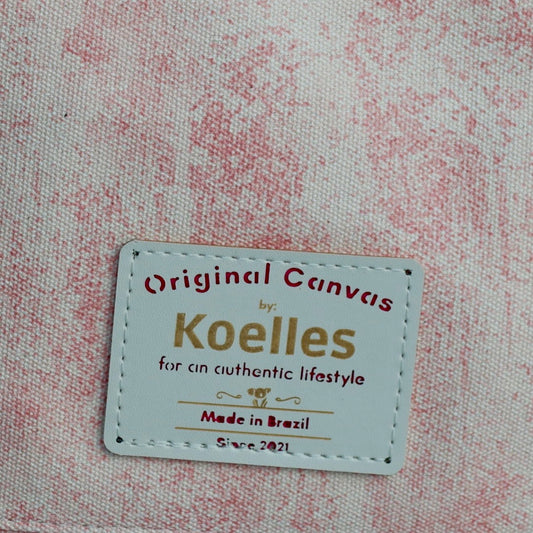 Original Canvas
by:
Koelles
for an authentic lifestyle
Made in Brazil
Since 2021